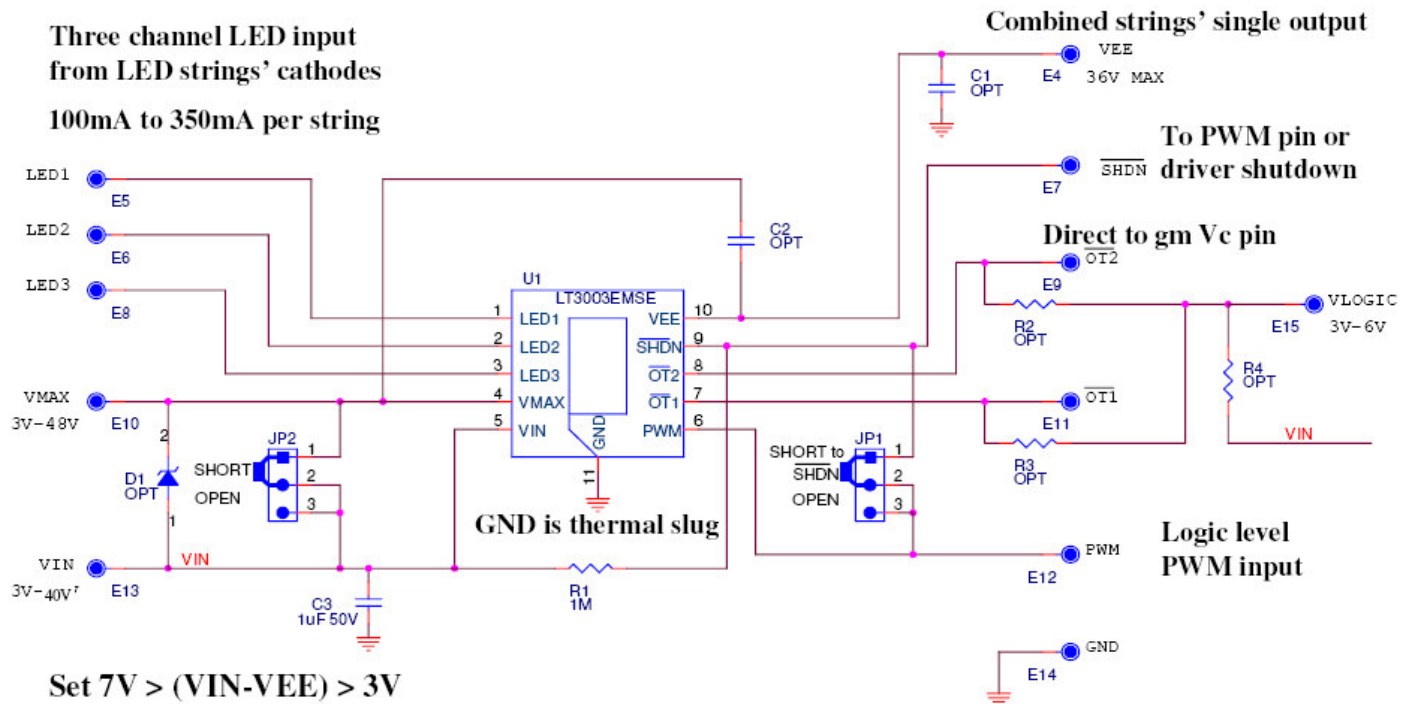 Three channel LED input
from LED strings' cathodes
100mA to 350mA per string
Combined strings' single output
VEE
E4
36V MAX
C1
OPT
To PWM pin or
driver shutdown
SHDN
E7
LED1
E5
LED2
E6
LED3
E8
C2
OPT
Direct to gm Vc pin
OT2
E9
R2
OPT
VLOGIC
E15
3V-6V
R4
OPT
VIN
U1
LT3003EMSE
1
LED1
2
LED2
3
LED3
4
VMAX
5
VIN
VEE
10
SHDN
9
OT2
8
OT1
7
PWM
6
GND
11
OT1
E11
R3
OPT
VMAX
E10
3V-48V
2
D1
OPT
1
JP2
SHORT
OPEN
1
2
3
JP1
SHORT to
SHDN
OPEN
1
2
3
GND is thermal slug
VIN
E13
3V-40V
VIN
C3
1uF 50V
R1
1M
PWM
E12
Logic level
PWM input
GND
E14
Set 7V > (VIN-VEE) > 3V